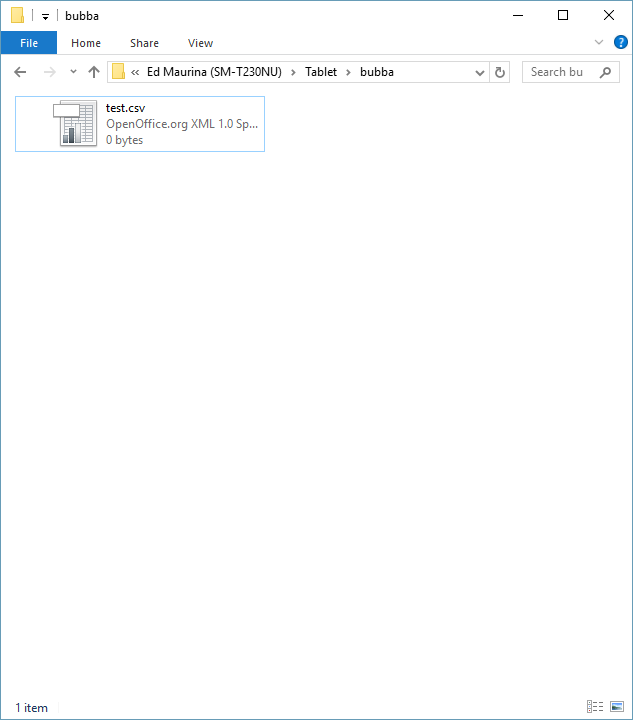 bubba
File Home Share View
« Ed Maurina (SM-T230NU) › Tablet › bubba Search bu
test.csv
OpenOffice.org XML 1.0 Sp...
0 bytes
1 item